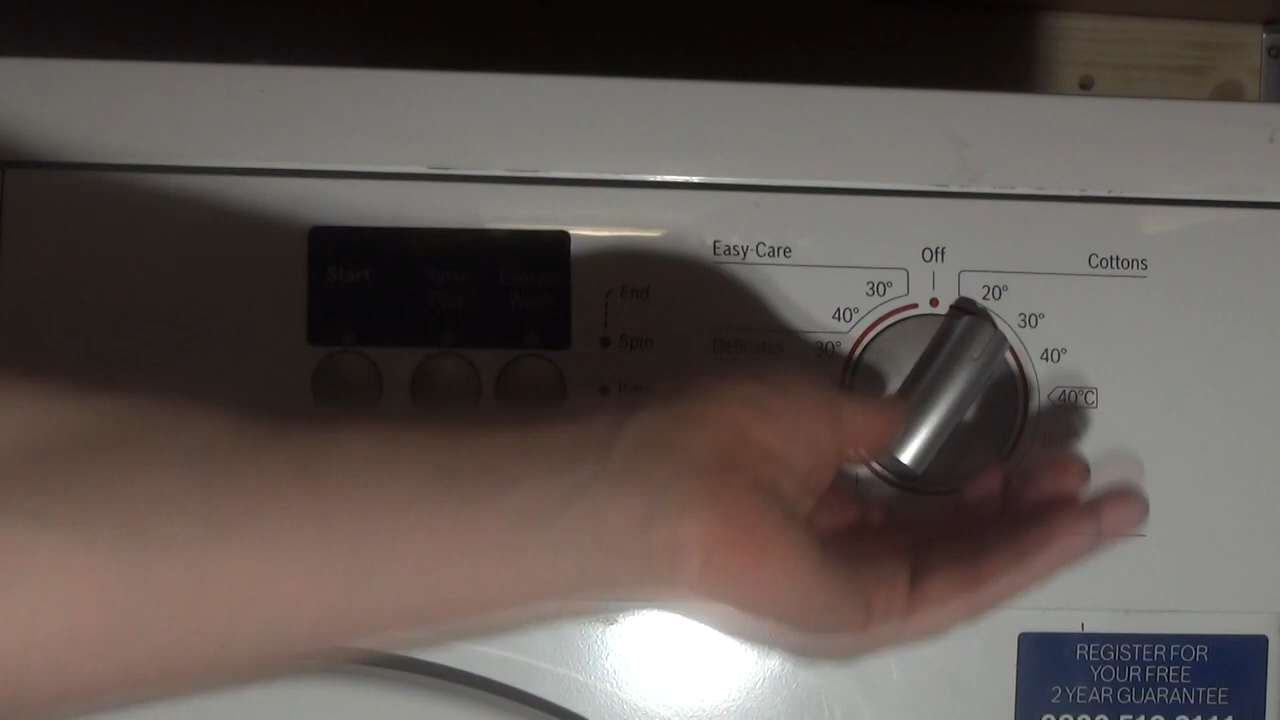 Easy-Care
Off
Cottons
Start
Rinse
End
30°
20°
40°
30°
Spin
Delicates
30°
40°
40°C
REGISTER FOR
YOUR FREE
2 YEAR GUARANTEE